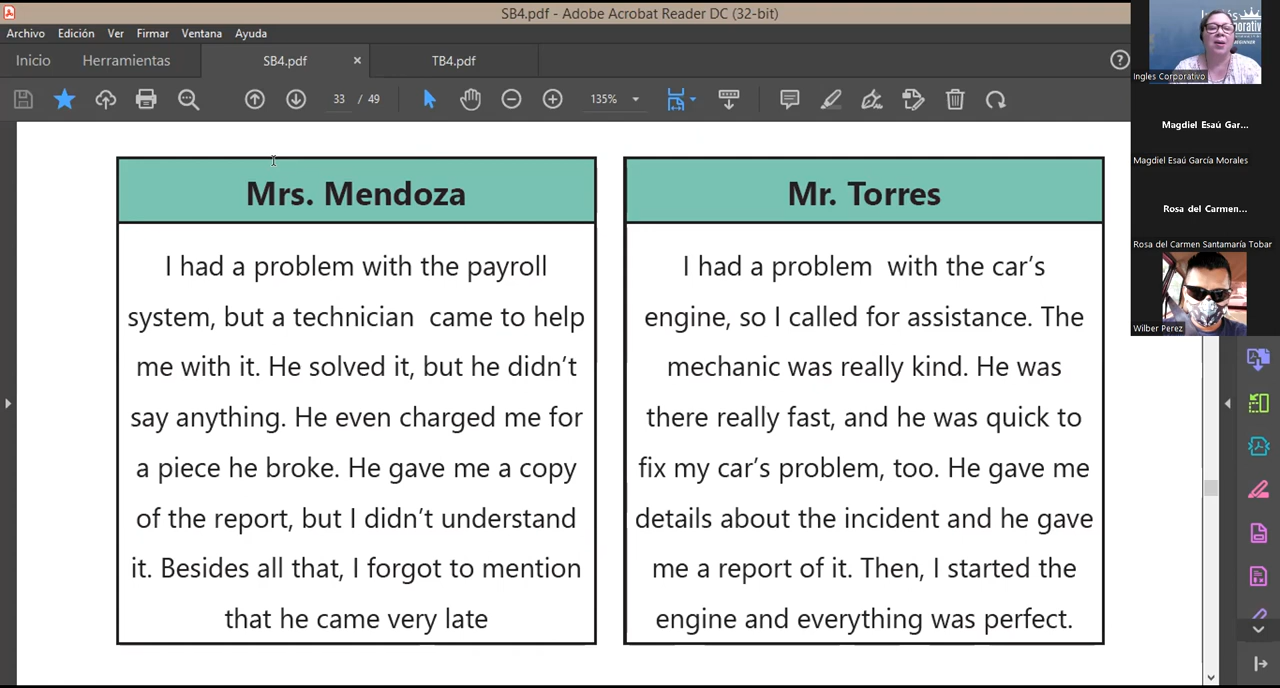 SB4.pdf - Adobe Acrobat Reader DC (32-bit)
Archivo Edición Ver Firmar Ventana Ayuda
Inicio Herramientas SB4.pdf × TB4.pdf
33 / 49 135%
Mrs. Mendoza
I had a problem with the payroll
system, but a technician came to help
me with it. He solved it, but he didn't
say anything. He even charged me for
a piece he broke. He gave me a copy
of the report, but I didn't understand
it. Besides all that, I forgot to mention
that he came very late
Mr. Torres
I had a problem with the car's
engine, so I called for assistance. The
mechanic was really kind. He was
there really fast, and he was quick to
fix my car's problem, too. He gave me
details about the incident and he gave
me a report of it. Then, I started the
engine and everything was perfect.
Ingles Corporativo
Magdiel Esaú Gar...
Magdiel Esaú García Morales
Rosa del Carmen...
Rosa del Carmen Santamaría Tobar
Wilber Perez